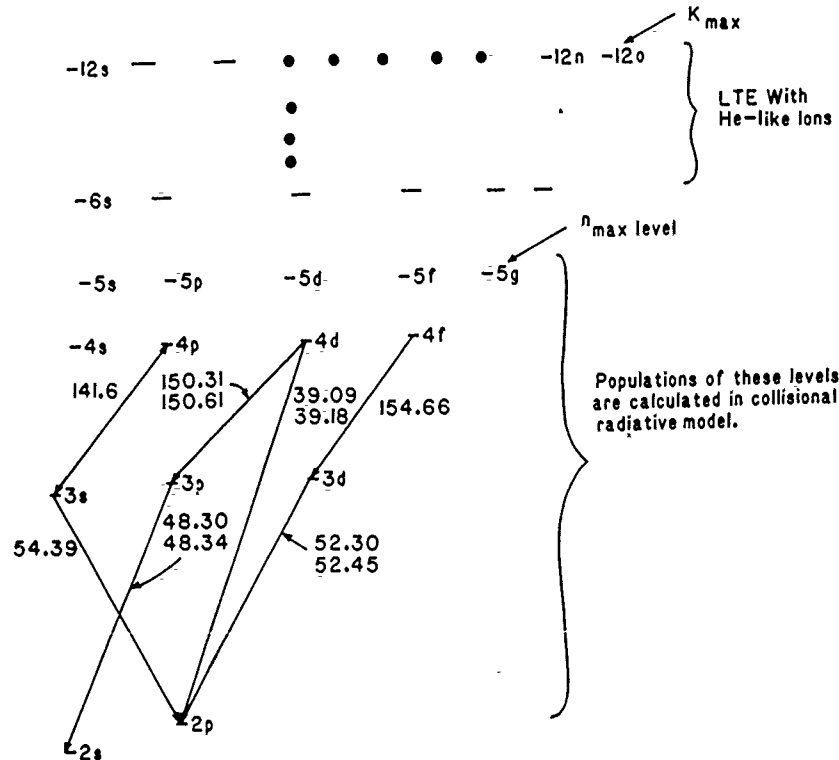 Kmax
-12s -12n -12o
LTE With
He-like Ions
-6s
nmax level
-5s -5p -5d -5f -5g
-4s -4p -4d -4f
141.6
150.31
150.61
39.09
39.18
154.66
Populations of these levels
are calculated in collisional
radiative model.
-3s -3p -3d
54.39
48.30
48.34
52.30
52.45
-2p
-2s